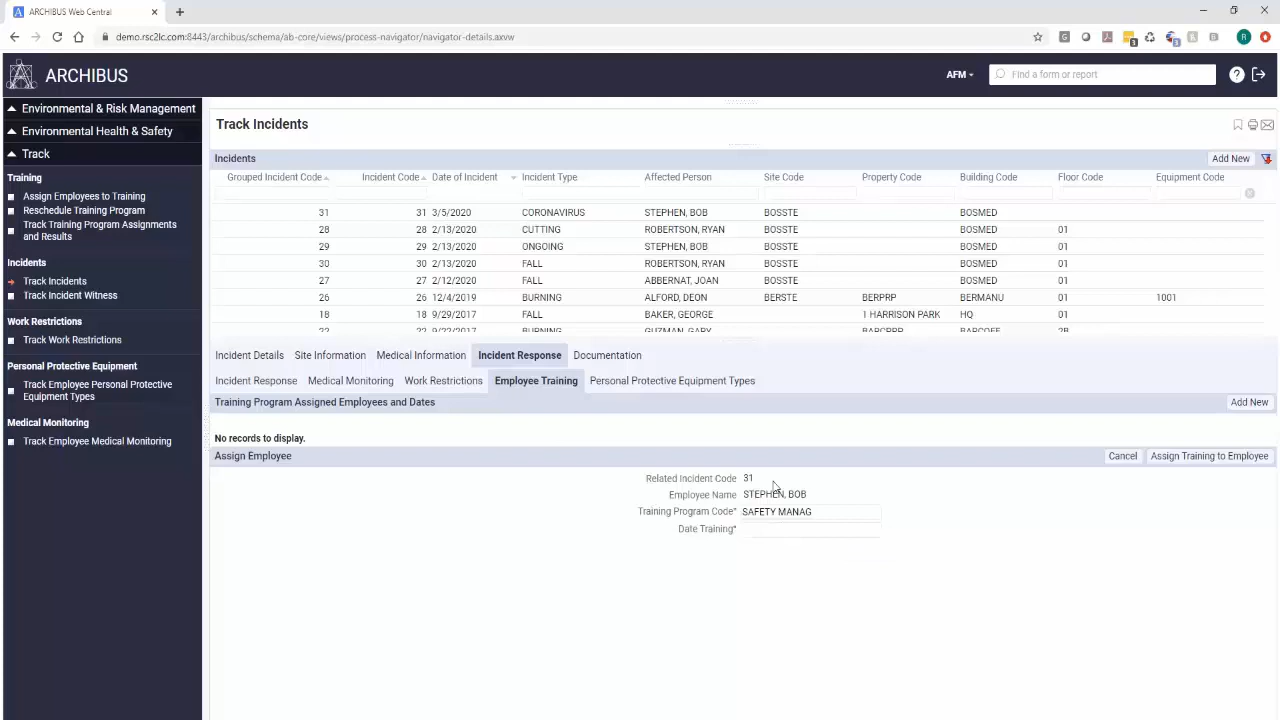 ARCHIBUS Web Central
demo.rsc2lc.com:8443/archibus/schema/ab-core/views/process-navigator/navigator-details.axvw
ARCHIBUS
AFM
Find a form or report
Environmental & Risk Management
Environmental Health & Safety
Track
Training
Assign Employees to Training
Reschedule Training Program
Track Training Program Assignments
and Results
Incidents
Track Incidents
Track Incident Witness
Work Restrictions
Track Work Restrictions
Personal Protective Equipment
Track Employee Personal Protective
Equipment Types
Medical Monitoring
Track Employee Medical Monitoring
Track Incidents
Incidents Add New
Grouped Incident Code Incident Code Date of Incident Incident Type Affected Person Site Code Property Code Building Code Floor Code Equipment Code
31 31 3/5/2020 CORONAVIRUS STEPHEN, BOB BOSSTE BOSMED
28 28 2/13/2020 CUTTING ROBERTSON, RYAN BOSSTE BOSMED 01
29 29 2/13/2020 ONGOING STEPHEN, BOB BOSSTE BOSMED 01
30 30 2/13/2020 FALL ROBERTSON, RYAN BOSSTE BOSMED 01
27 27 2/12/2020 FALL ABBERNAT, JOAN BOSSTE BOSMED 01
26 26 12/4/2019 BURNING ALFORD, DEON BERSTE BERPRP BERMANU 01 1001
18 18 9/29/2017 FALL BAKER, GEORGE 1 HARRISON PARK HQ 01
22 22 9/22/2017 BURNING GUZMAN, GARY
Incident Details Site Information Medical Information Incident Response Documentation
Incident Response Medical Monitoring Work Restrictions Employee Training Personal Protective Equipment Types
Training Program Assigned Employees and Dates Add New
No records to display.
Assign Employee Cancel Assign Training to Employee
Related Incident Code 31
Employee Name STEPHEN, BOB
Training Program Code* SAFETY MANAG
Date Training*